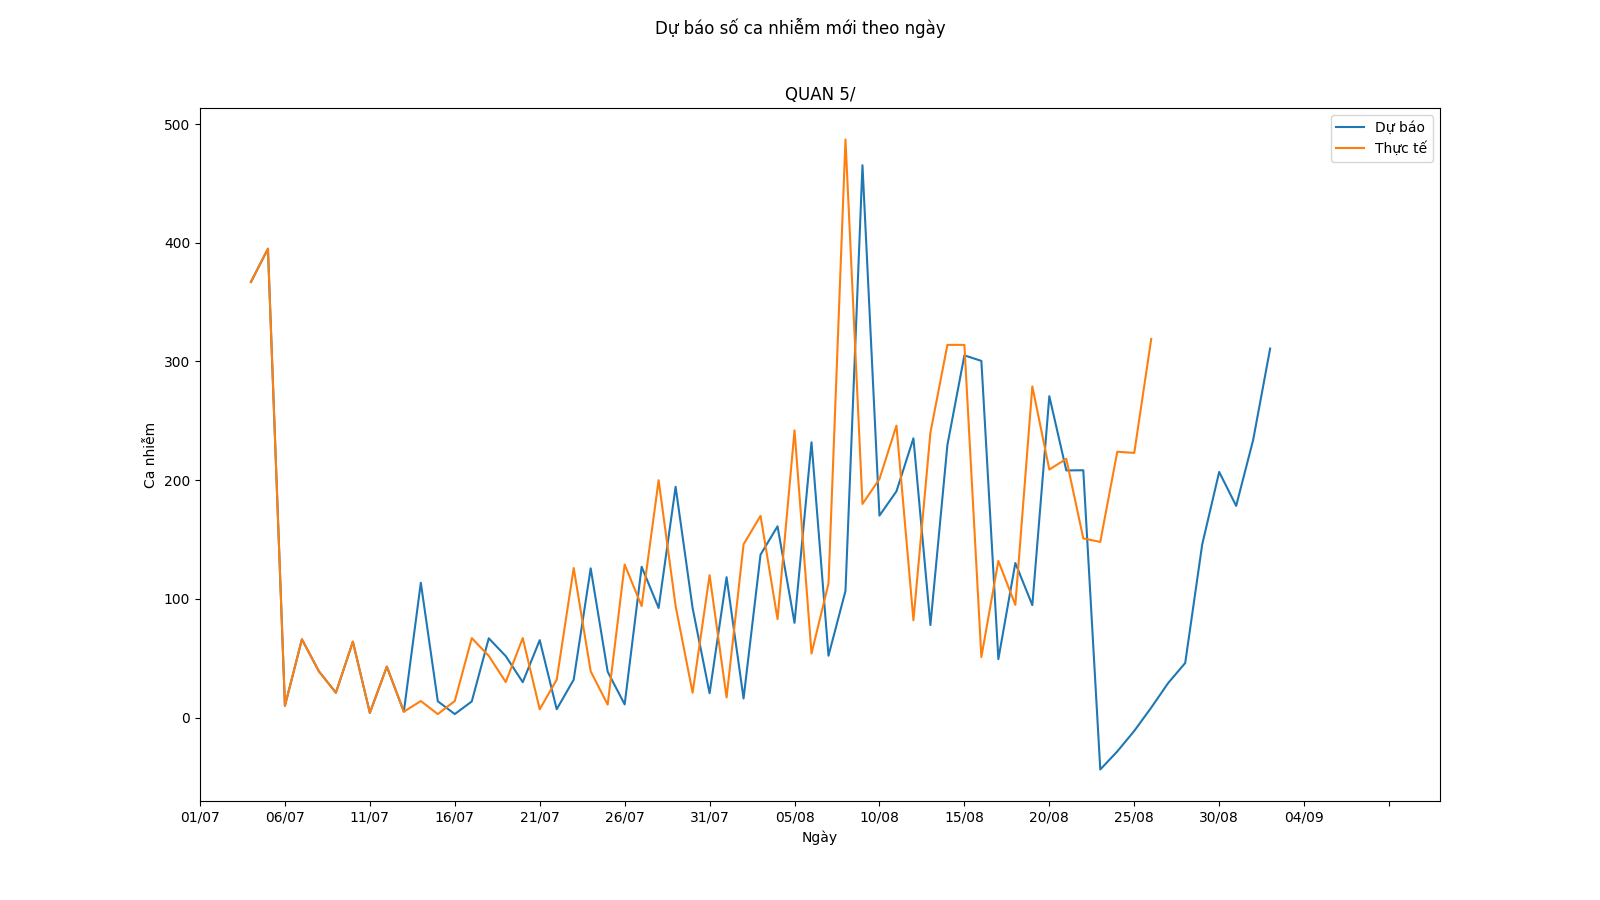 Dự báo số ca nhiễm mới theo ngày
QUAN 5/
Dự báo
Thực tế
500
400
300
200
100
0
Ca nhiễm
01/07 06/07 11/07 16/07 21/07 26/07 31/07 05/08 10/08 15/08 20/08 25/08 30/08 04/09
Ngày